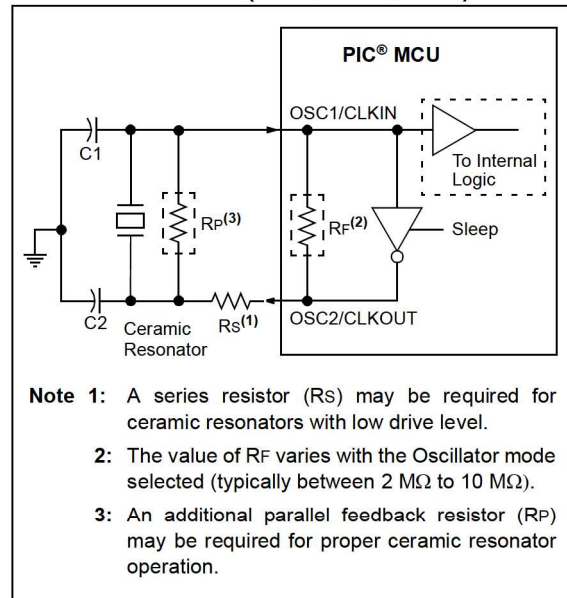 PIC® MCU
OSC1/CLKIN
C1
To Internal
Logic
RP(3)
RF(2)
Sleep
C2
Ceramic
Resonator
RS(1)
OSC2/CLKOUT
Note 1: A series resistor (RS) may be required for
ceramic resonators with low drive level.
2: The value of RF varies with the Oscillator mode
selected (typically between 2 MΩ to 10 MΩ).
3: An additional parallel feedback resistor (RP)
may be required for proper ceramic resonator
operation.